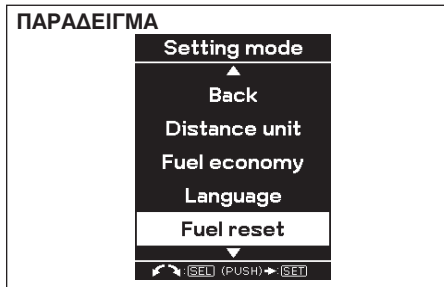 ΠΑΡΑΔΕΙΓΜΑ
Setting mode
Back
Distance unit
Fuel economy
Language
Fuel reset
:SEL (PUSH) :SET